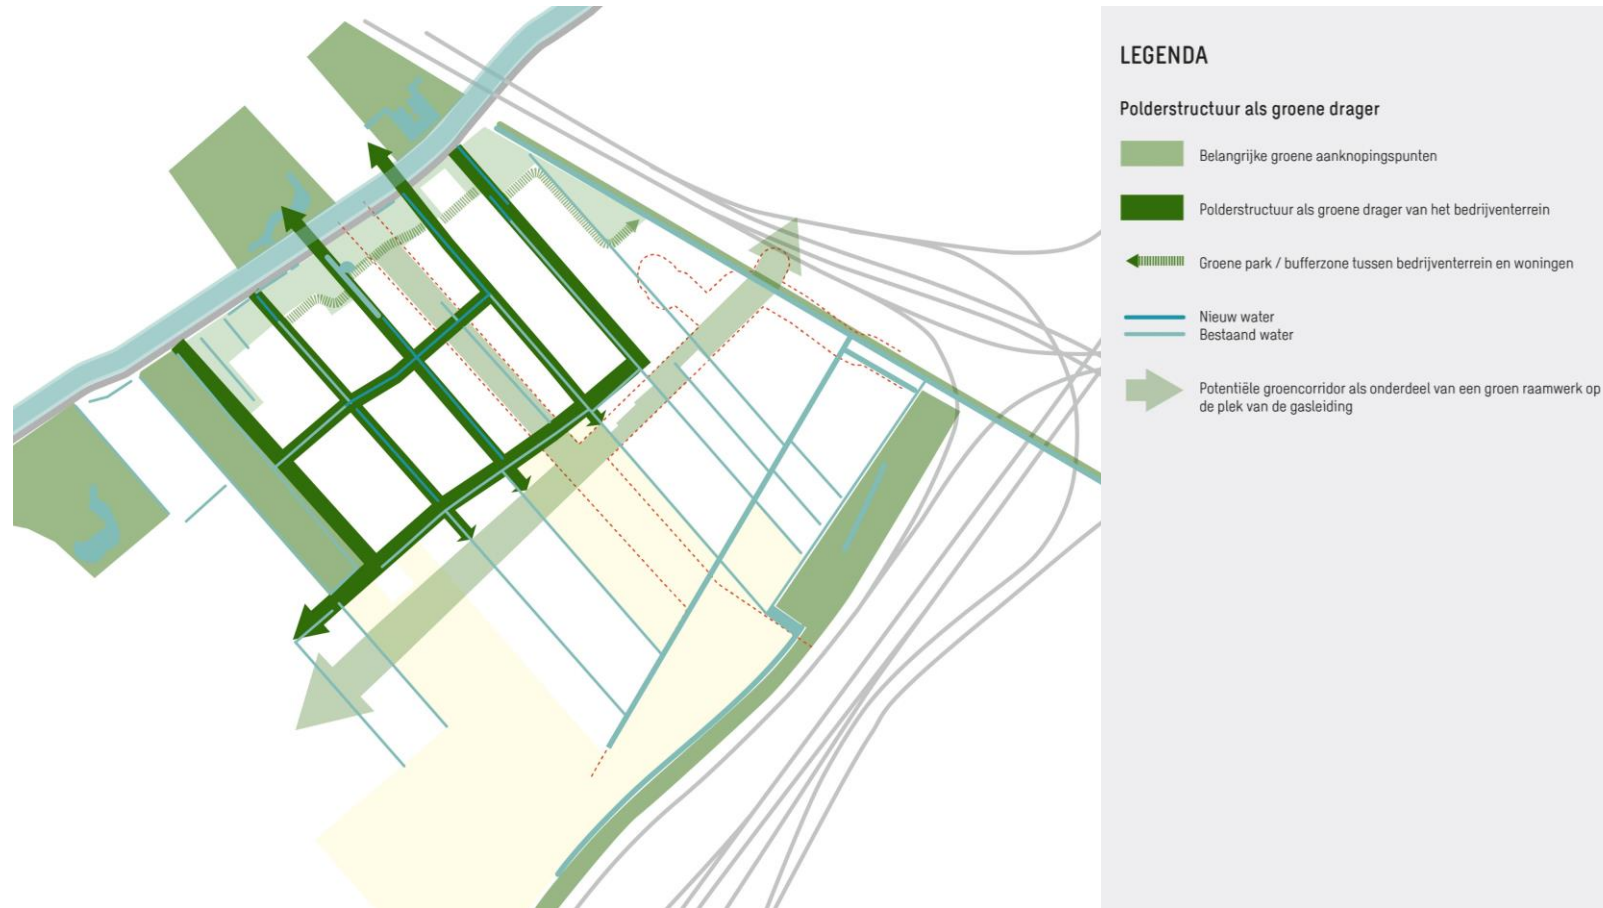 LEGENDA
Polderstructuur als groene drager
Belangrijke groene aanknopingspunten
Polderstructuur als groene drager van het bedrijventerrein
Groene park / bufferzone tussen bedrijventerrein en woningen
Nieuw water
Bestaand water
Potentiële groencorridor als onderdeel van een groen raamwerk op
de plek van de gasleiding